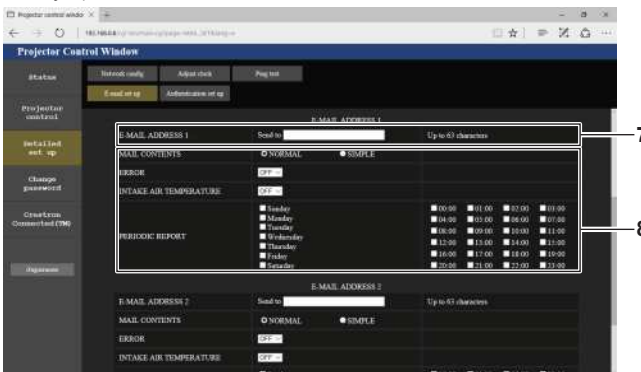 Projector control windo
Projector Control Window
Status
Network config
Adjust clock
Ping test
E-mail set up
Authentication set up
Projector
control
Detailed
set up
Change
password
Crestron
Connected(TM)
Japanese
E-MAIL ADDRESS 1
E-MAIL ADDRESS 1 Send to Up to 63 characters
7
MAIL CONTENTS NORMAL SIMPLE
ERROR OFF
INTAKE AIR TEMPERATURE OFF
PERIODIC REPORT
Sunday
Monday
Tuesday
Wednesday
Thursday
Friday
Saturday
00:00 01:00 02:00 03:00
04:00 05:00 06:00 07:00
08:00 09:00 10:00 11:00
12:00 13:00 14:00 15:00
16:00 17:00 18:00 19:00
20:00 21:00 22:00 23:00
8
E-MAIL ADDRESS 2
E-MAIL ADDRESS 2 Send to Up to 63 characters
MAIL CONTENTS NORMAL SIMPLE
ERROR OFF
INTAKE AIR TEMPERATURE OFF